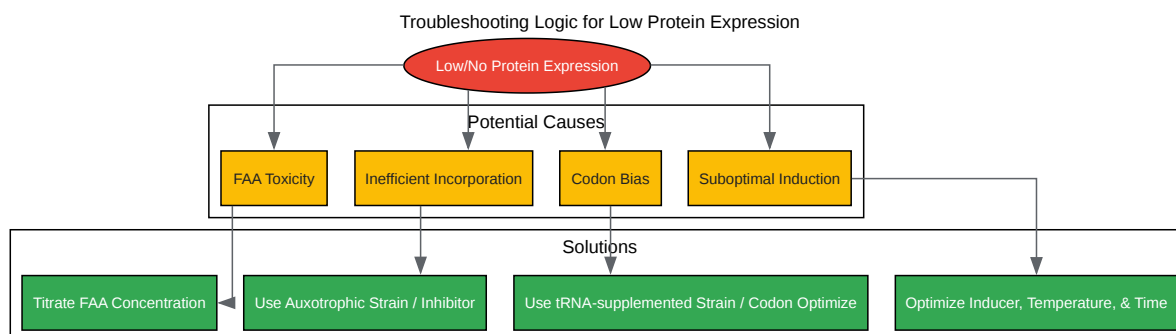 Troubleshooting Logic for Low Protein Expression
Low/No Protein Expression
Potential Causes
FAA Toxicity
Inefficient Incorporation
Codon Bias
Suboptimal Induction
Solutions
Titrate FAA Concentration
Use Auxotrophic Strain / Inhibitor
Use tRNA-supplemented Strain / Codon Optimize
Optimize Inducer, Temperature, & Time